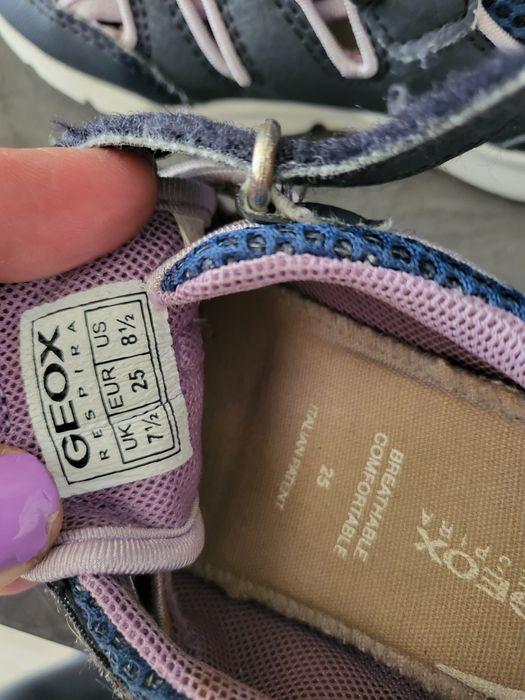 GEOX
RESPIRA
UK EUR US
7½ 25 8½
BREATHABLE
COMFORTABLE
25
ITALIAN PATENT
GEOX